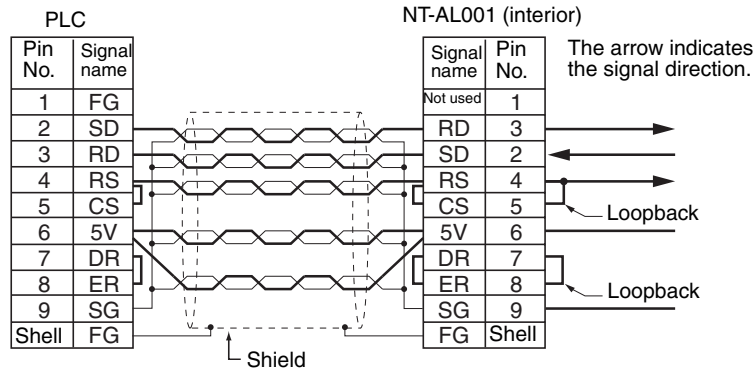 PLC
NT-AL001 (interior)
Pin No. Signal name
Signal name Pin No.
The arrow indicates
the signal direction.
1 FG
Not used 1
2 SD
RD 3
3 RD
SD 2
4 RS
RS 4
5 CS
CS 5
Loopback
6 5V
5V 6
7 DR
DR 7
8 ER
ER 8
Loopback
9 SG
SG 9
Shell FG
FG Shell
Shield